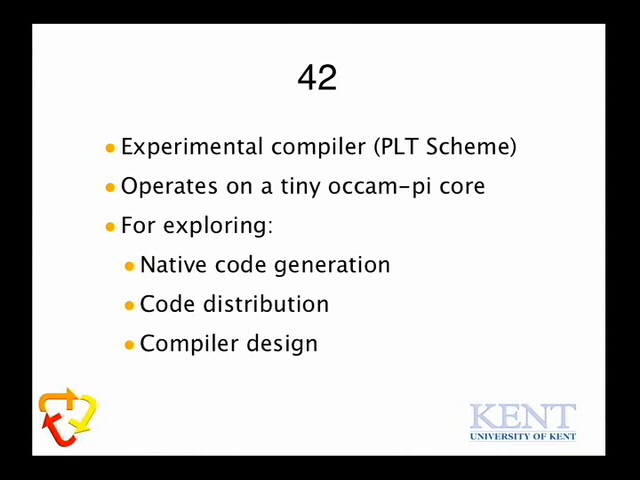 42
Experimental compiler (PLT Scheme)
Operates on a tiny occam-pi core
For exploring:
Native code generation
Code distribution
Compiler design
KENT
UNIVERSITY OF KENT